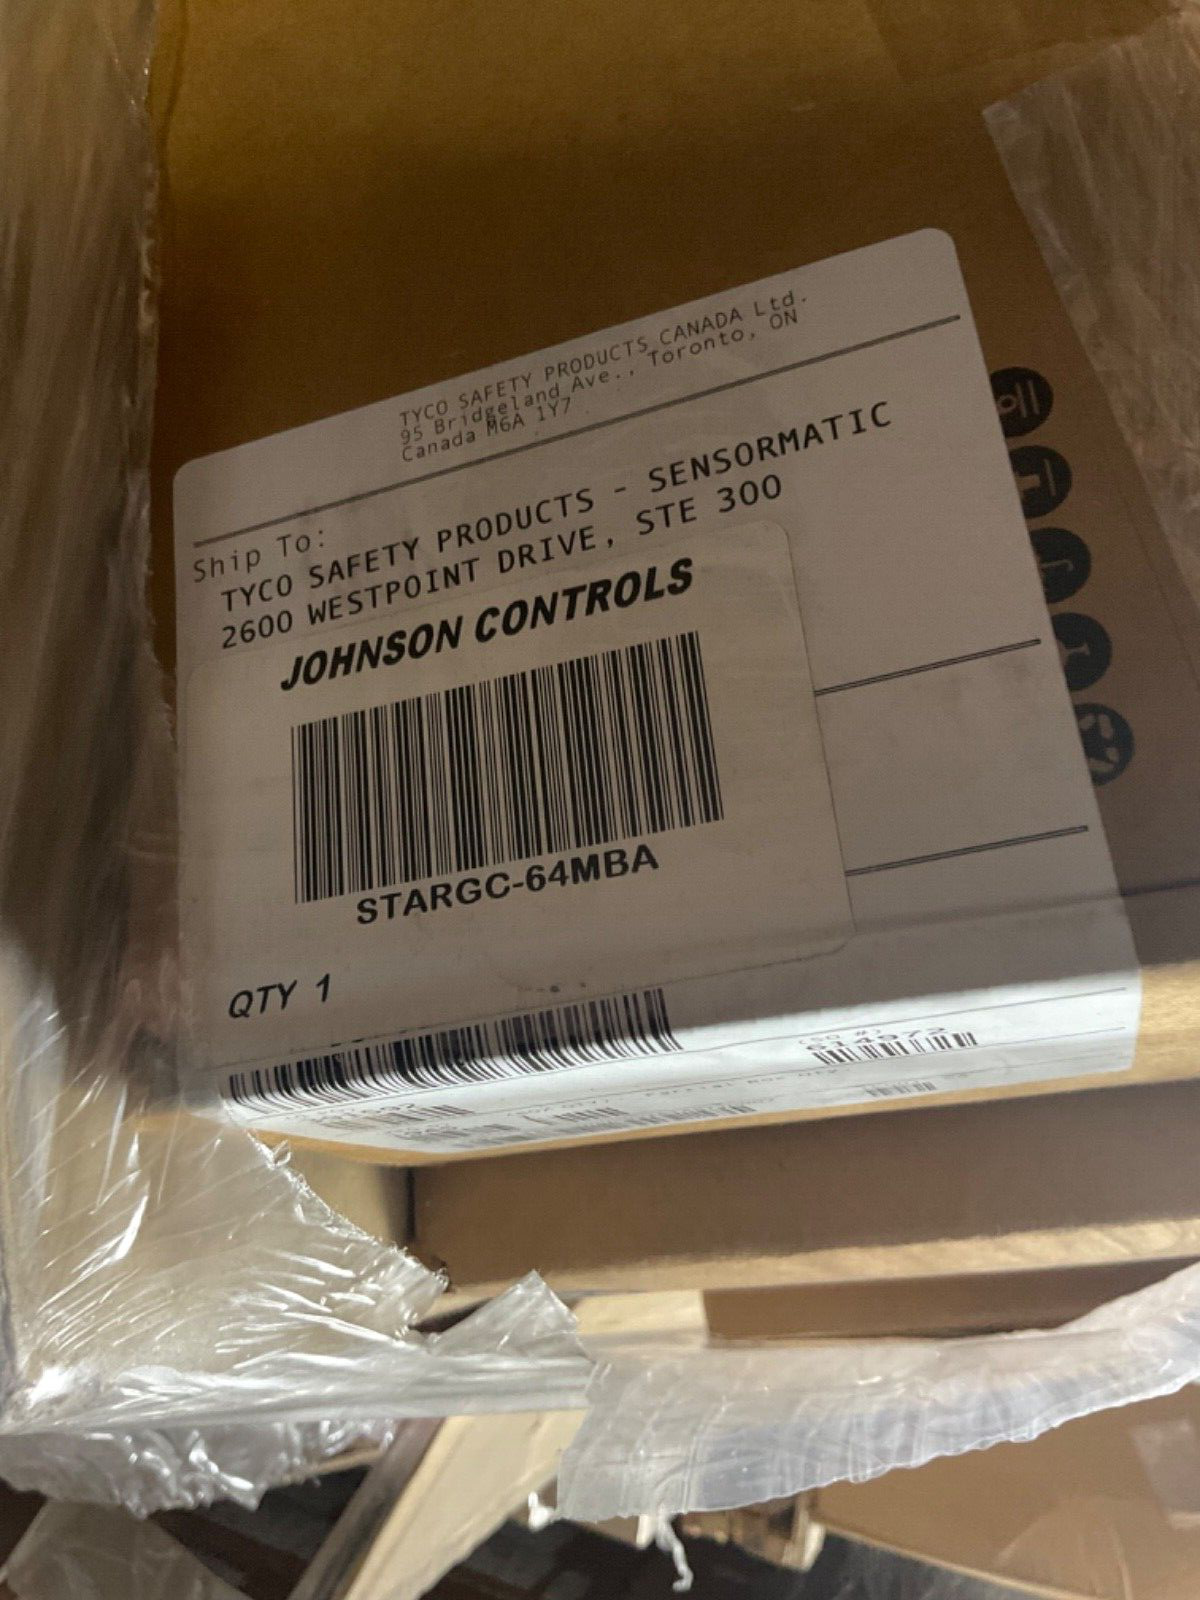 TYCO SAFETY PRODUCTS CANADA Ltd.
95 Bridgeland Ave., Toronto, ON
Canada M6A 1Y7
Ship To:
TYCO SAFETY PRODUCTS - SENSORMATIC
2600 WESTPOINT DRIVE, STE 300
JOHNSON CONTROLS
STARGC-64MBA
QTY 1
614972